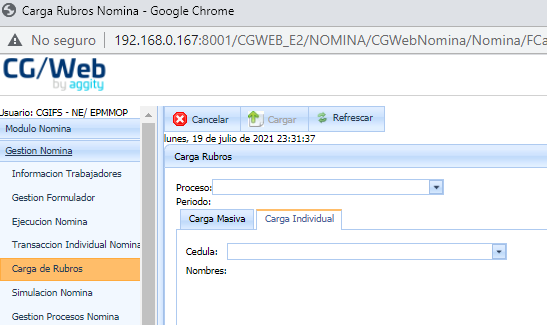 Carga Rubros Nomina - Google Chrome
No seguro 192.168.0.167:8001/CGWEB_E2/NOMINA/CGWebNomina/Nomina/FCa
CG/Web
by aggity
Usuario: CGIFS - NE/ EPMMOP
Modulo Nomina
Gestion Nomina
Informacion Trabajadores
Gestion Formulador
Ejecucion Nomina
Transaccion Individual Nomina
Carga de Rubros
Simulacion Nomina
Gestion Procesos Nomina
Cancelar Cargar Refrescar
lunes, 19 de julio de 2021 23:31:37
Carga Rubros
Proceso:
Periodo:
Carga Masiva Carga Individual
Cedula:
Nombres: